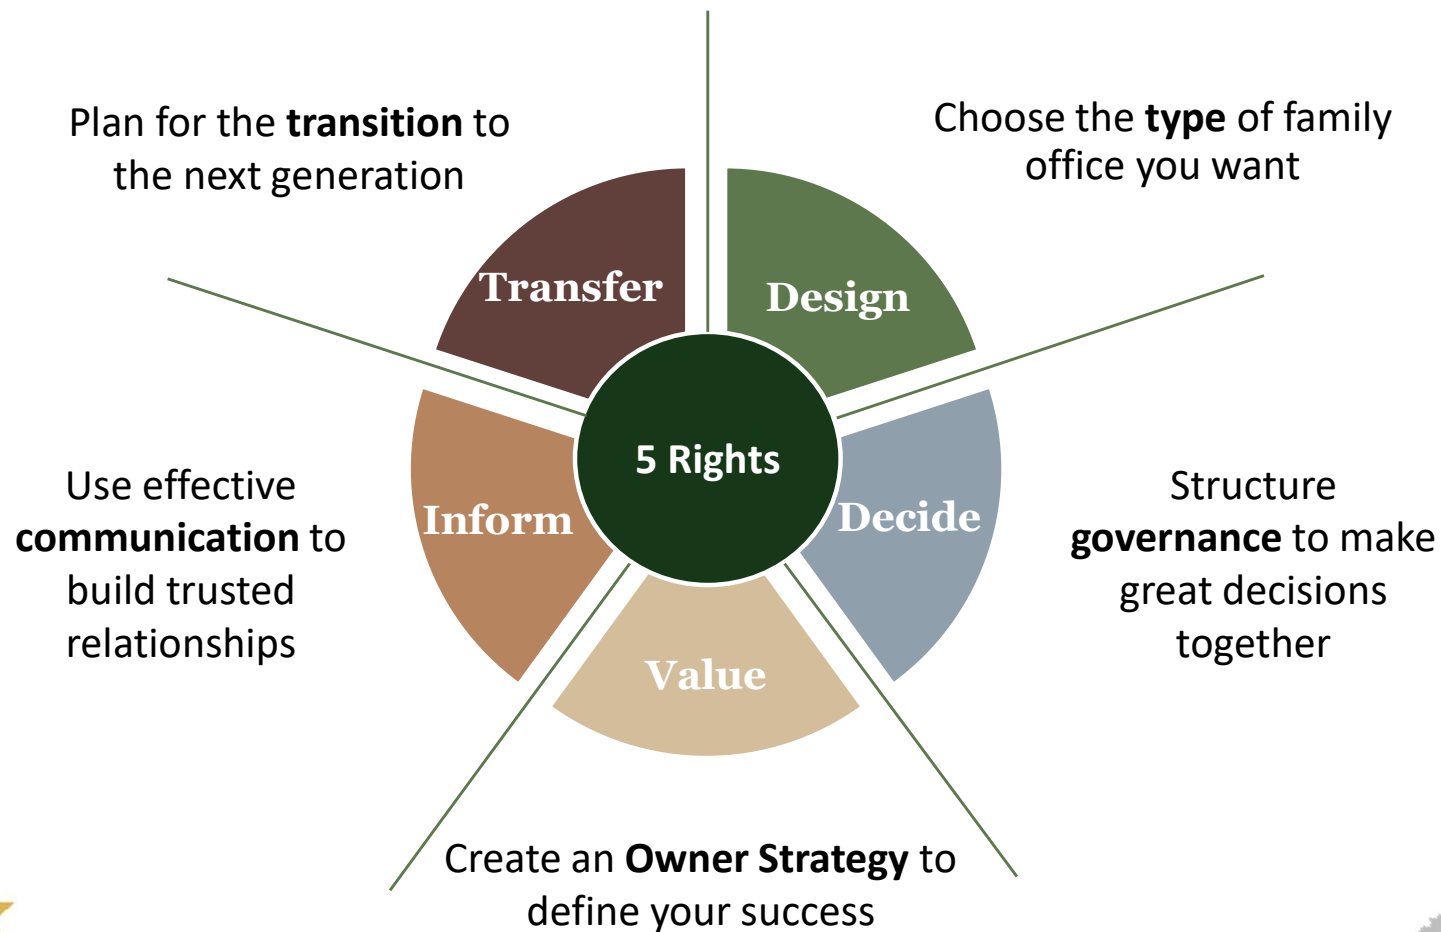 Plan for the transition to
the next generation
Choose the type of family
office you want
Transfer
Design
5 Rights
Use effective
communication to
build trusted
relationships
Inform
Decide
Structure
governance to make
great decisions
together
Value
Create an Owner Strategy to
define your success